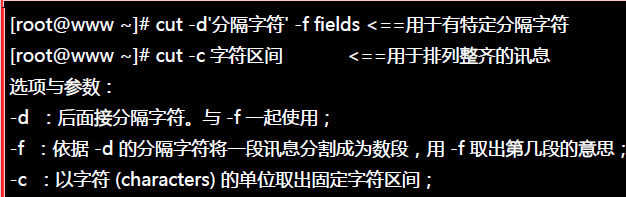 [root@www ~]# cut -d'分隔字符' -f fields <==用于有特定分隔字符
[root@www ~]# cut -c 字符区间 <==用于排列整齐的讯息
选项与参数：
-d ：后面接分隔字符。与 -f 一起使用；
-f ：依据 -d 的分隔字符将一段讯息分割成为数段，用 -f 取出第几段的意思；
-c ：以字符 (characters) 的单位取出固定字符区间；